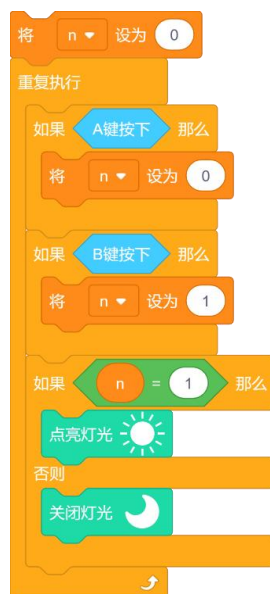 将 n 设为 0
重复执行
如果 A键按下 那么
将 n 设为 0
如果 B键按下 那么
将 n 设为 1
如果 n = 1 那么
点亮灯光
否则
关闭灯光